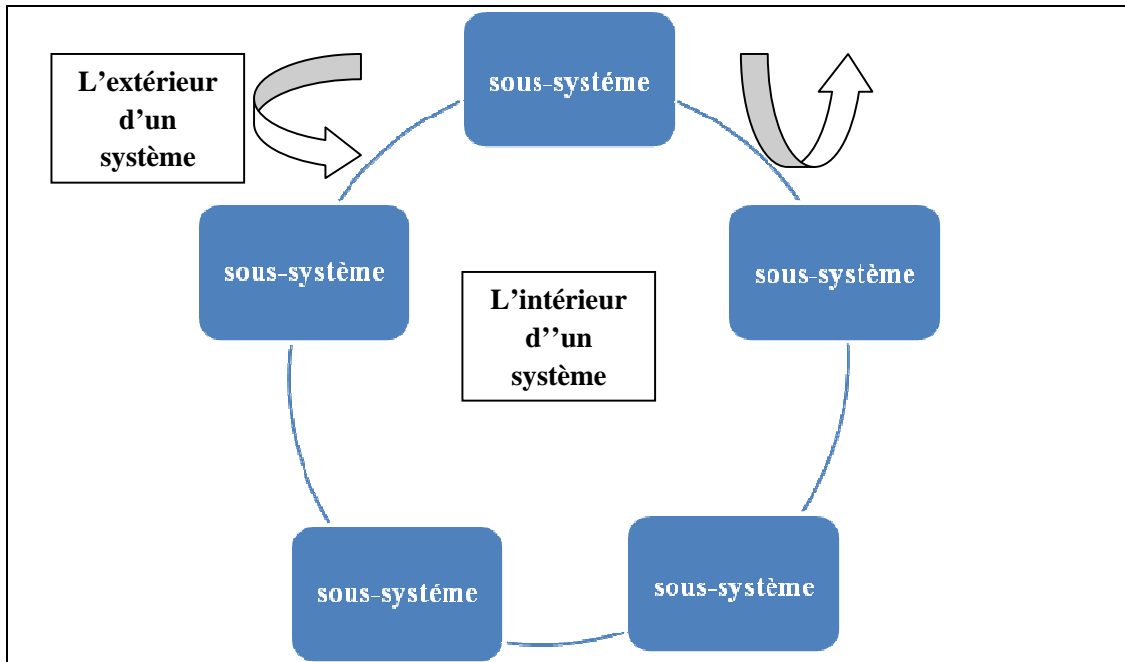 sous-systéme
L'extérieur
d'un
système
sous-système
sous-système
L'intérieur
d''un
système
sous-systéme
sous-système